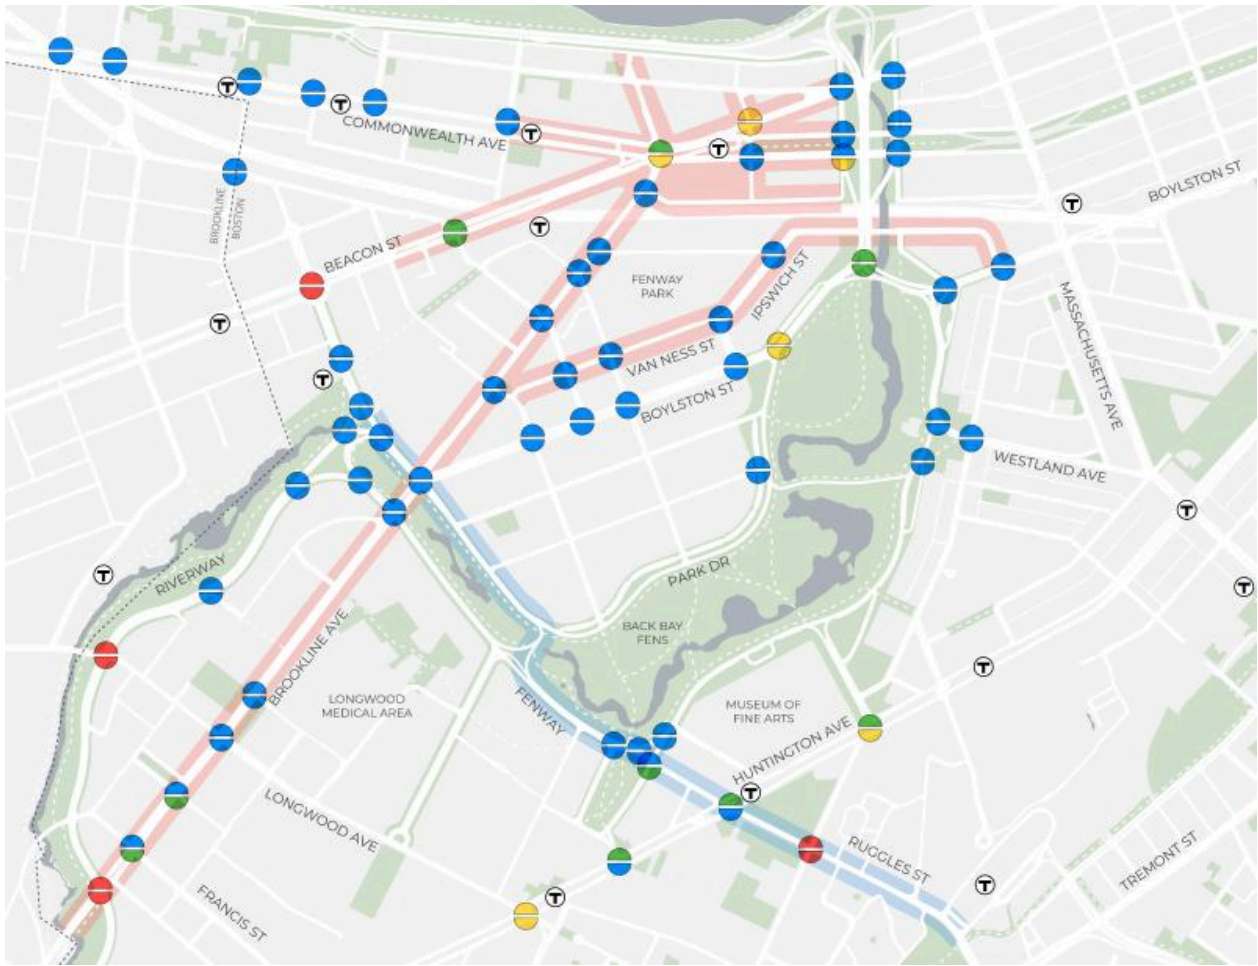 COMMONWEALTH AVE
T
T
T
T
BOYLSTON ST
T
BROOKLINE
BOSTON
BEACON ST
T
FENWAY
PARK
IPSWICH ST
MASSACHUSETTS AVE
T
VAN NESS ST
T
BOYLSTON ST
WESTLAND AVE
T
RIVERWAY
T
PARK DR
T
BROOKLINE AVE
BACK BAY
FENS
T
LONGWOOD
MEDICAL AREA
FENWAY
MUSEUM OF
FINE ARTS
HUNTINGTON AVE
T
LONGWOOD AVE
RUGGLES ST
TREMONT ST
FRANCIS ST
T
T